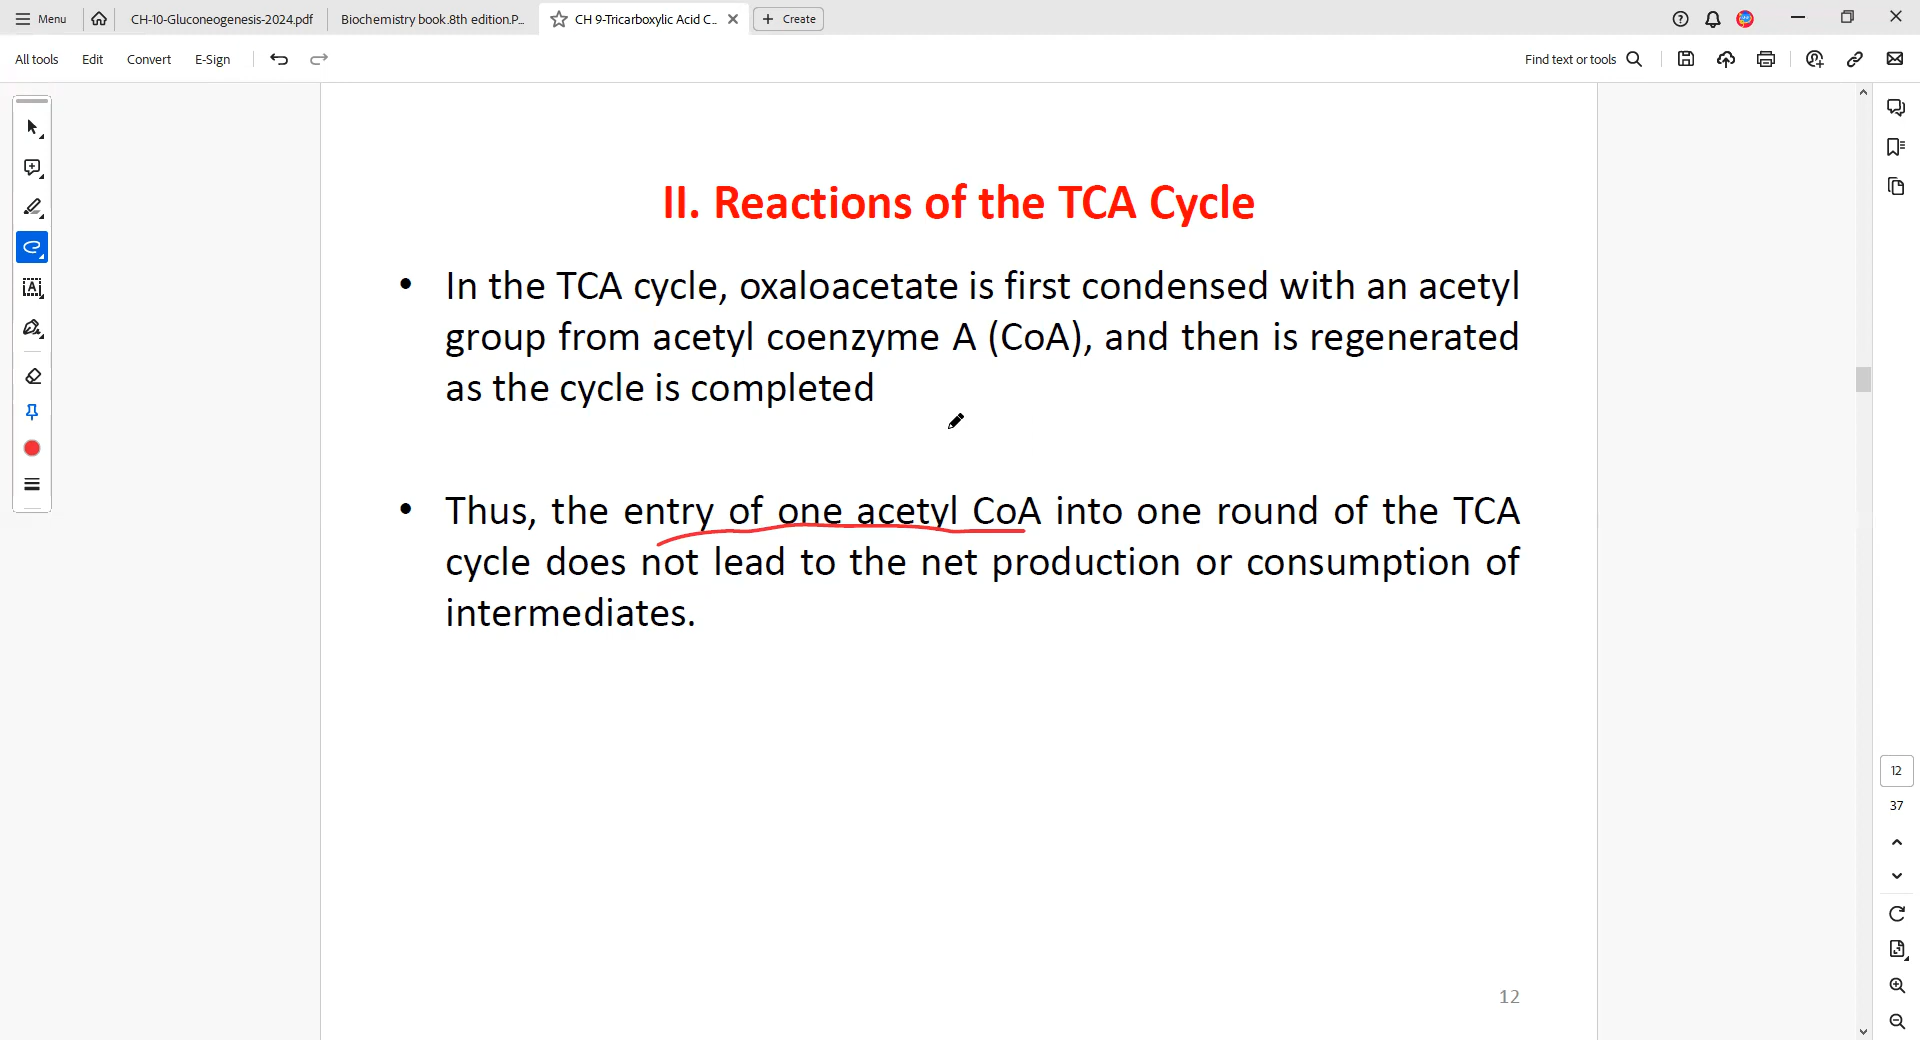 Menu
CH-10-Gluconeogenesis-2024.pdf
Biochemistry book.8th edition.P...
CH 9-Tricarboxylic Acid C...
Create
All tools
Edit
Convert
E-Sign
Find text or tools
II. Reactions of the TCA Cycle
• In the TCA cycle, oxaloacetate is first condensed with an acetyl
group from acetyl coenzyme A (CoA), and then is regenerated
as the cycle is completed
• Thus, the entry of one acetyl CoA into one round of the TCA
cycle does not lead to the net production or consumption of
intermediates.
12
12
37